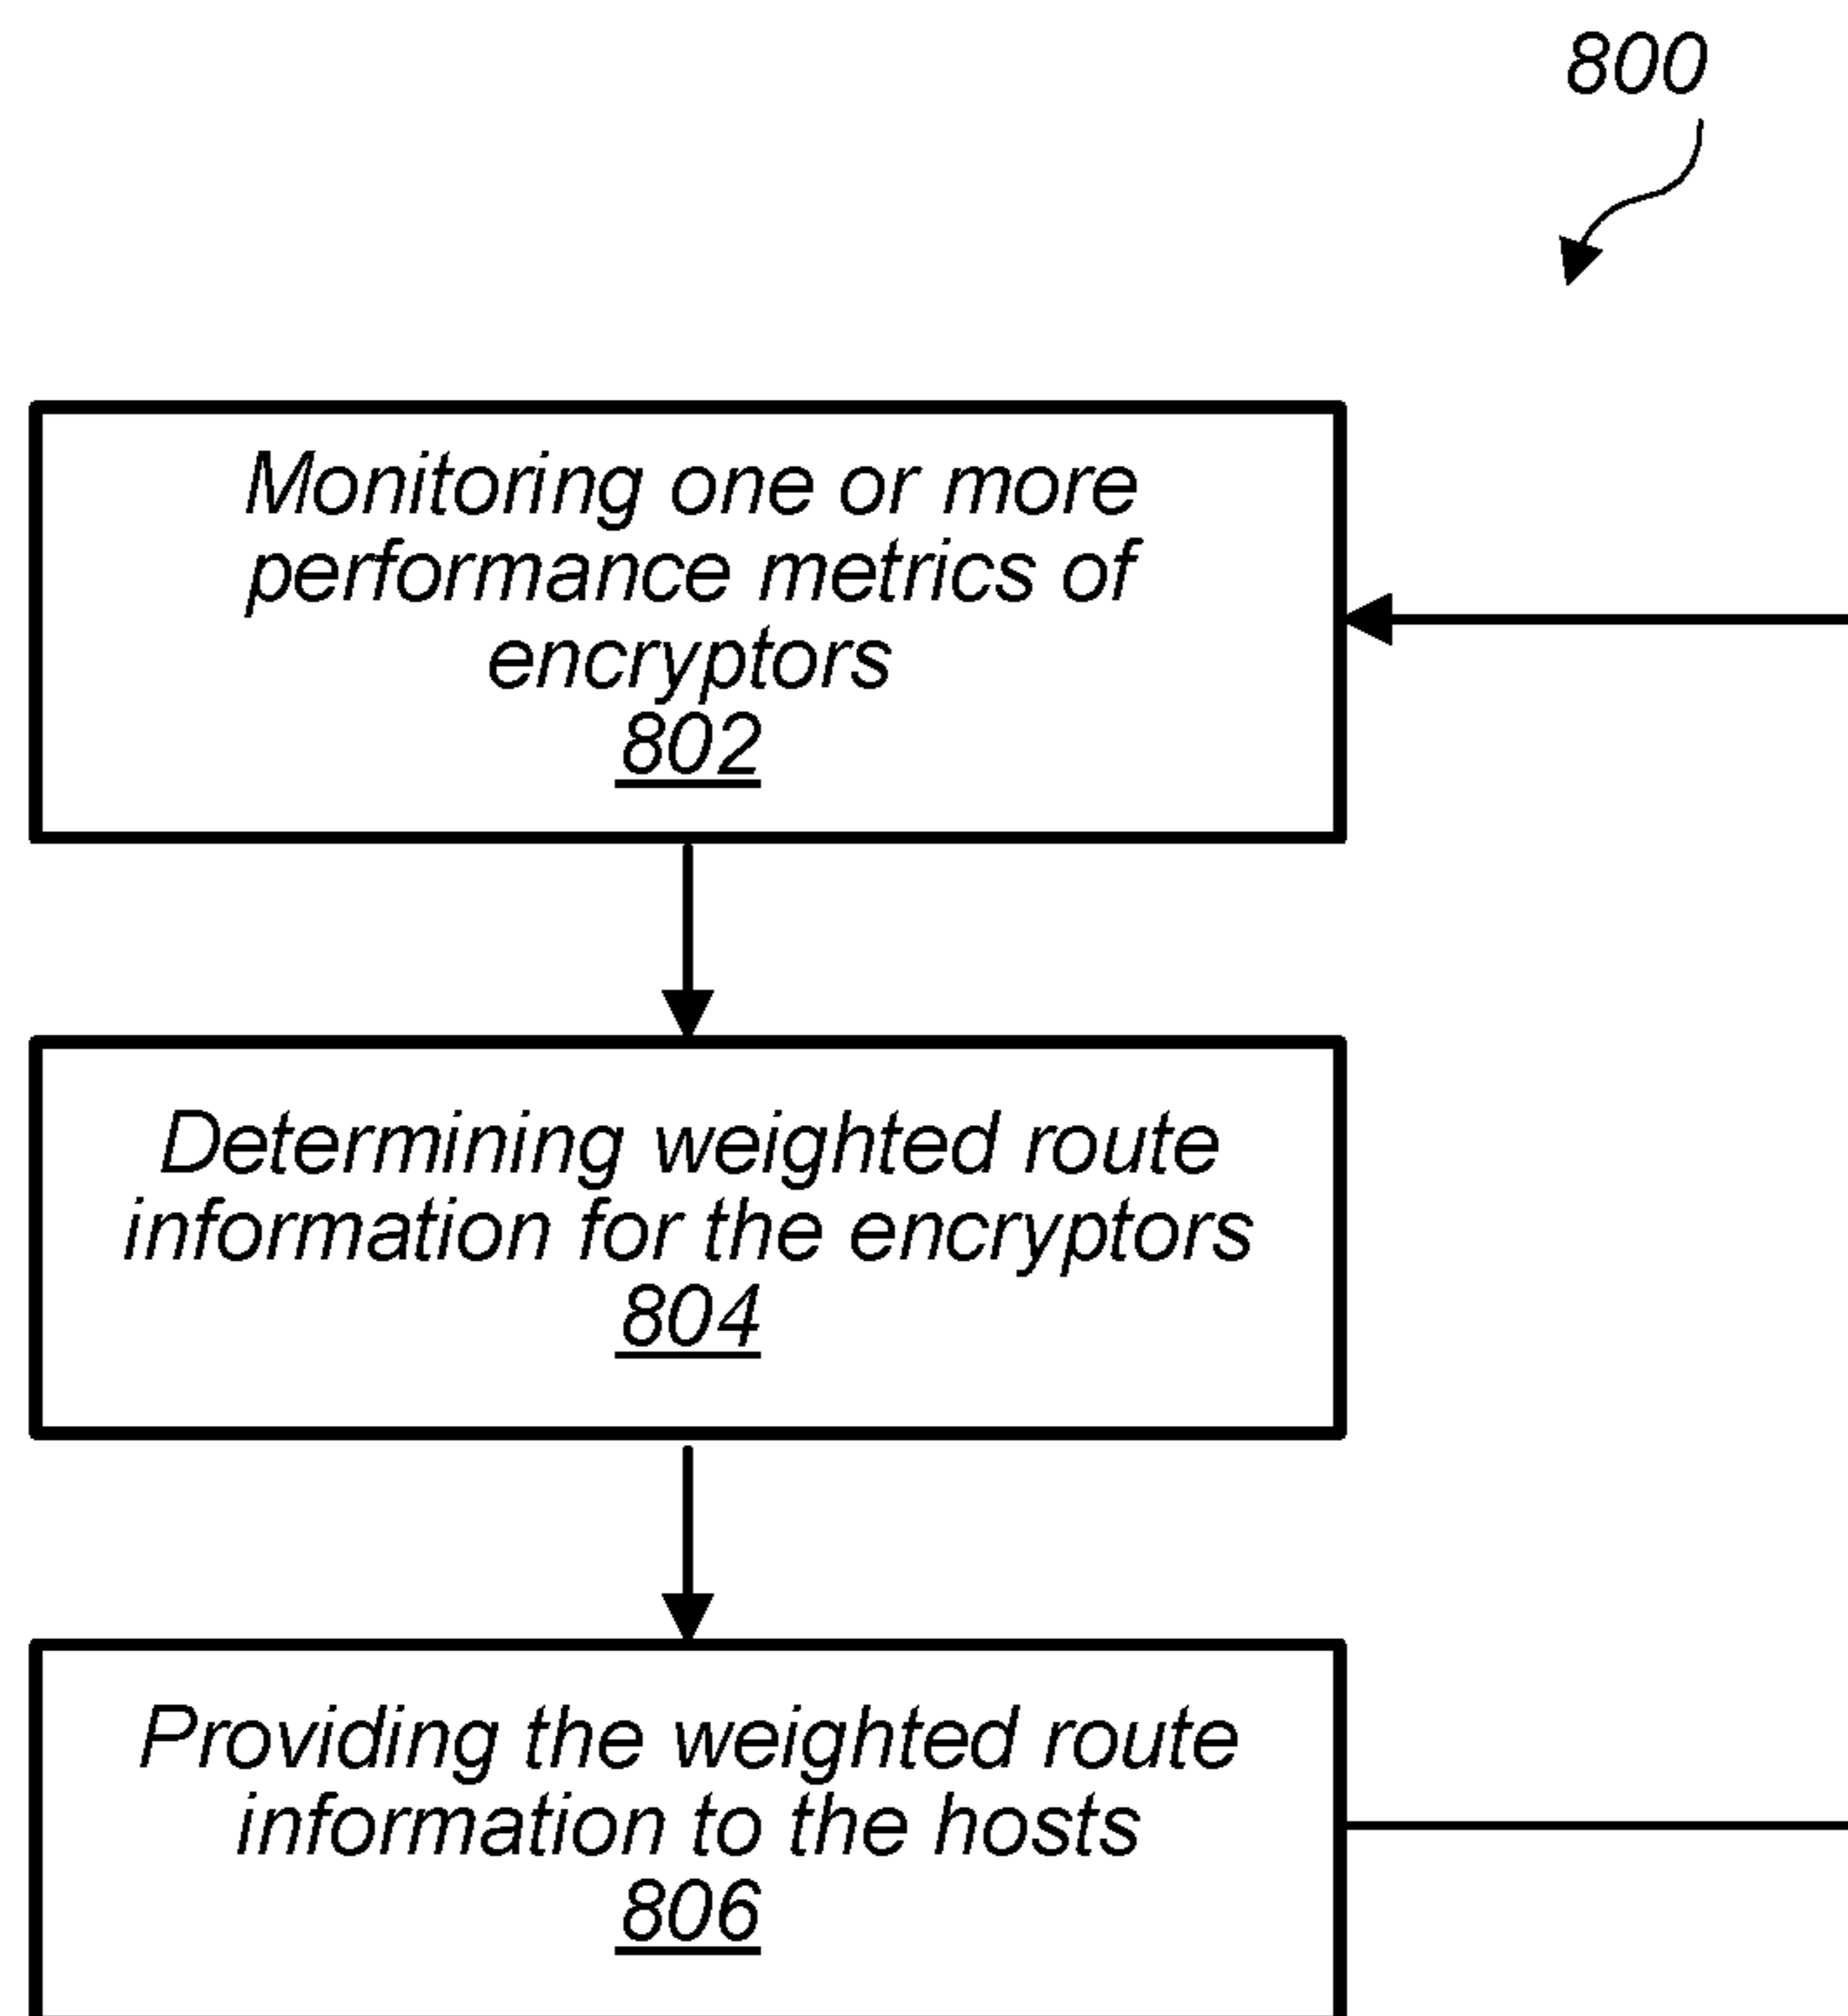 800
Monitoring one or more
performance metrics of
encryptors
802
Determining weighted route
information for the encryptors
804
Providing the weighted route
information to the hosts
806